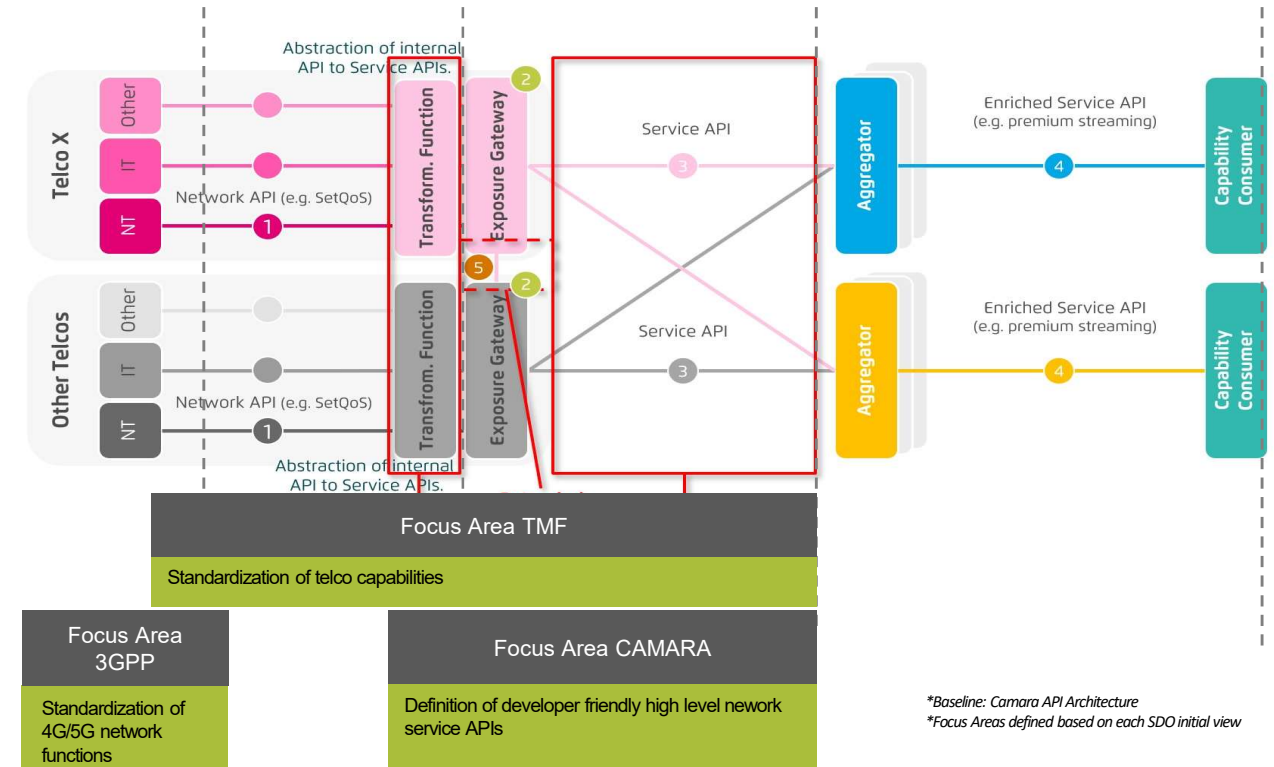 Abstraction of internal
API to Service APIs.
Telco X
Other
IT
NT
Network API (e.g. SetQoS)
1
Transform. Function
Exposure Gateway
2
Service API
3
Aggregator
Enriched Service API
(e.g. premium streaming)
4
Capability
Consumer
5
Other Telcos
Other
IT
NT
Network API (e.g. SetQoS)
1
Transfrom. Function
Exposure Gateway
2
Service API
3
Aggregator
Enriched Service API
(e.g. premium streaming)
4
Capability
Consumer
Abstraction of internal
API to Service APIs.
Focus Area TMF
Standardization of telco capabilities
Focus Area
3GPP
Standardization of
4G/5G network
functions
Focus Area CAMARA
Definition of developer friendly high level nework
service APIs
*Baseline: Camara API Architecture
*Focus Areas defined based on each SDO initial view